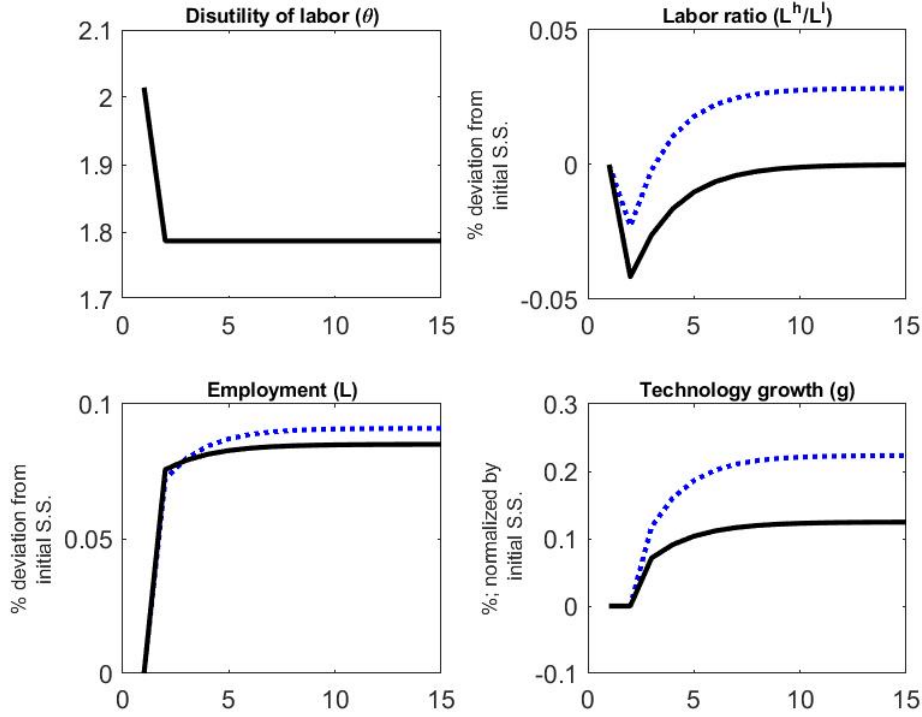 Disutility of labor (θ)
2.1
2
1.9
1.8
1.7
0 5 10 15
Labor ratio (L^h/L^l)
% deviation from
initial S.S.
0.05
0
-0.05
0 5 10 15
Employment (L)
% deviation from
initial S.S.
0.1
0.05
0
0 5 10 15
Technology growth (g)
%; normalized by
initial S.S.
0.3
0.2
0.1
0
-0.1
0 5 10 15